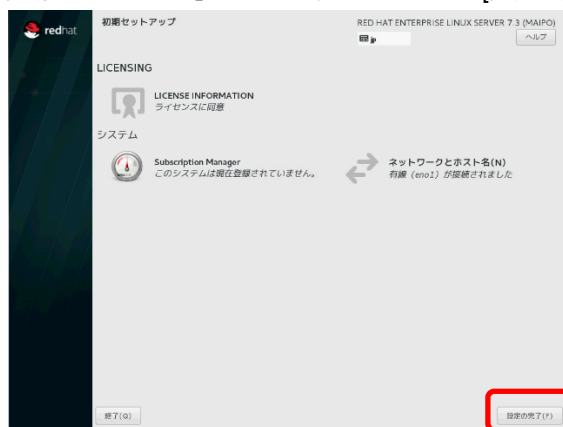 redhat
初期セットアップ
RED HAT ENTERPRISE LINUX SERVER 7.3 (MAIPO)
jp
ヘルプ
LICENSING
LICENSE INFORMATION
ライセンスに同意
システム
Subscription Manager
このシステムは現在登録されていません。
ネットワークとホスト名(N)
有線 (eno1) が接続されました
終了(Q)
設定の完了(F)